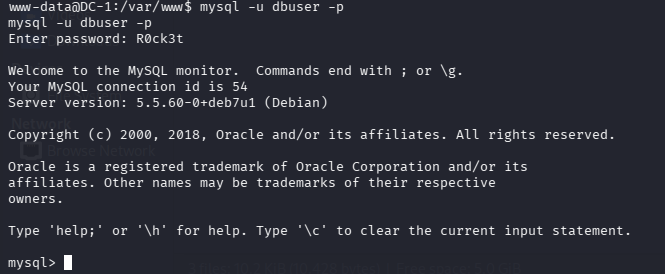 www-data@DC-1:/var/www$ mysql -u dbuser -p
mysql -u dbuser -p
Enter password: R0ck3t
Welcome to the MySQL monitor.  Commands end with ; or \g.
Your MySQL connection id is 54
Server version: 5.5.60-0+deb7u1 (Debian)
Copyright (c) 2000, 2018, Oracle and/or its affiliates. All rights reserved.
Browse Network
Oracle is a registered trademark of Oracle Corporation and/or its
affiliates. Other names may be trademarks of their respective
owners.
Type 'help;' or '\h' for help. Type '\c' to clear the current input statement.
mysql>